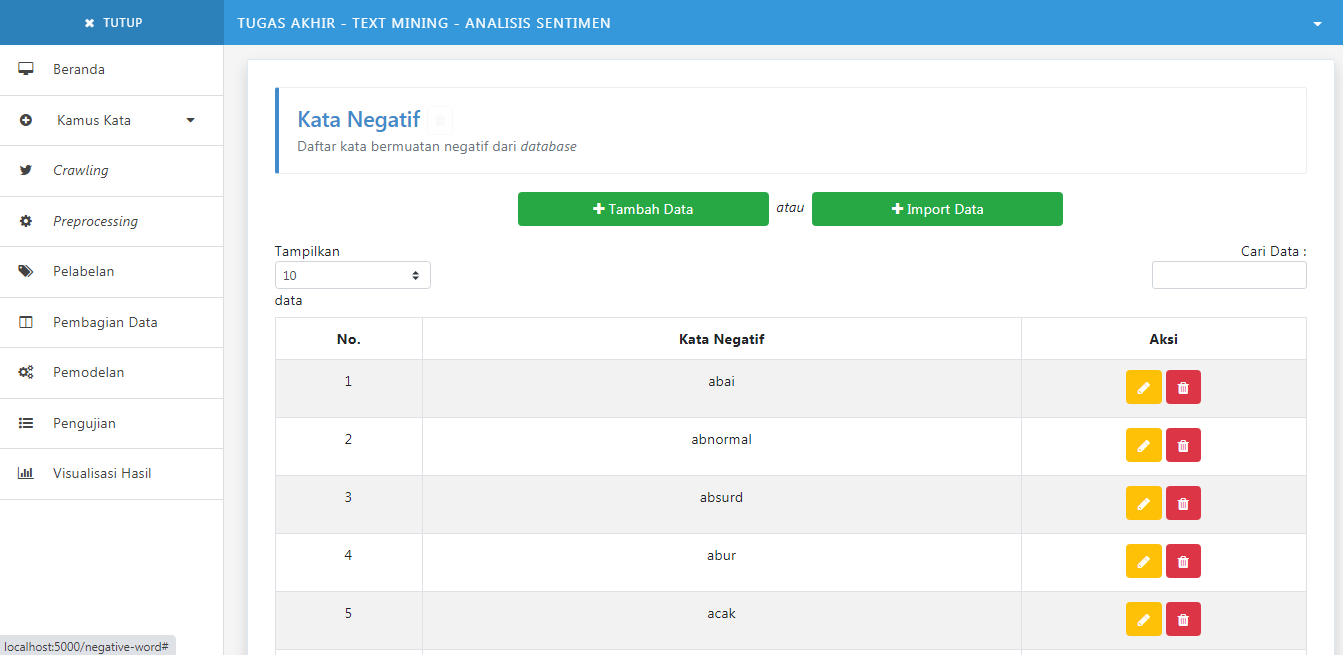 TUTUP
TUGAS AKHIR - TEXT MINING - ANALISIS SENTIMEN
Beranda
Kamus Kata
Crawling
Preprocessing
Pelabelan
Pembagian Data
Pemodelan
Pengujian
Visualisasi Hasil
Kata Negatif
Daftar kata bermuatan negatif dari database
Tambah Data atau Import Data
Tampilkan
10
data
Cari Data :
No. Kata Negatif Aksi
1 abai
2 abnormal
3 absurd
4 abur
5 acak
localhost:5000/negative-word#